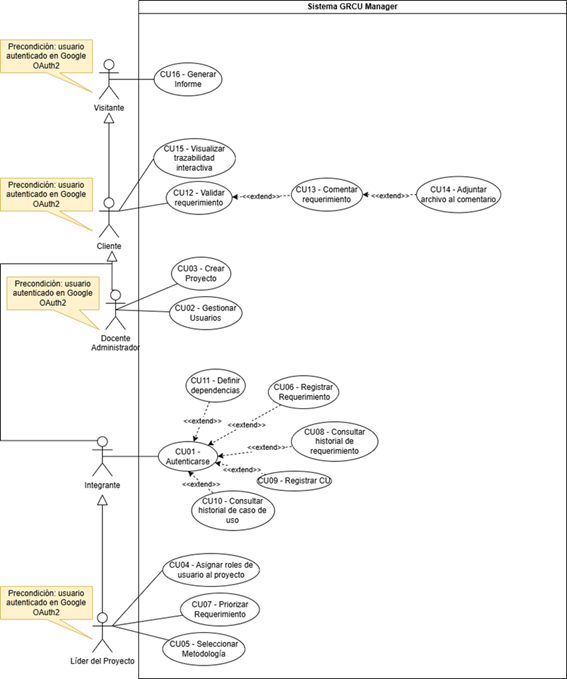 Sistema GRCU Manager
Precondición: usuario
autenticado en Google
OAuth2
Visitante
CU16 - Generar
Informe
CU15 - Visualizar
trazabilidad
interactiva
Precondición: usuario
autenticado en Google
OAuth2
Cliente
CU12 - Validar
requerimiento
<<extend>>
CU13 - Comentar
requerimiento
<<extend>>
CU14 - Adjuntar
archivo al comentario
CU03 - Crear
Proyecto
Precondición: usuario
autenticado en Google
OAuth2
CU02 - Gestionar
Usuarios
Docente
Administrador
CU11 - Definir
dependencias
CU06 - Registrar
Requerimiento
<<extend>>
<<extend>>
CU08 - Consultar
historial de
requerimiento
<<extend>>
CU01 -
Autenticarse
Integrante
<<extend>>
CU09 - Registrar CU
<<extend>>
CU10 - Consultar
historial de caso de
uso
CU04 - Asignar roles de
usuario al proyecto
Precondición: usuario
autenticado en Google
OAuth2
CU07 - Priorizar
Requerimiento
CU05 - Seleccionar
Metodología
Líder del Proyecto